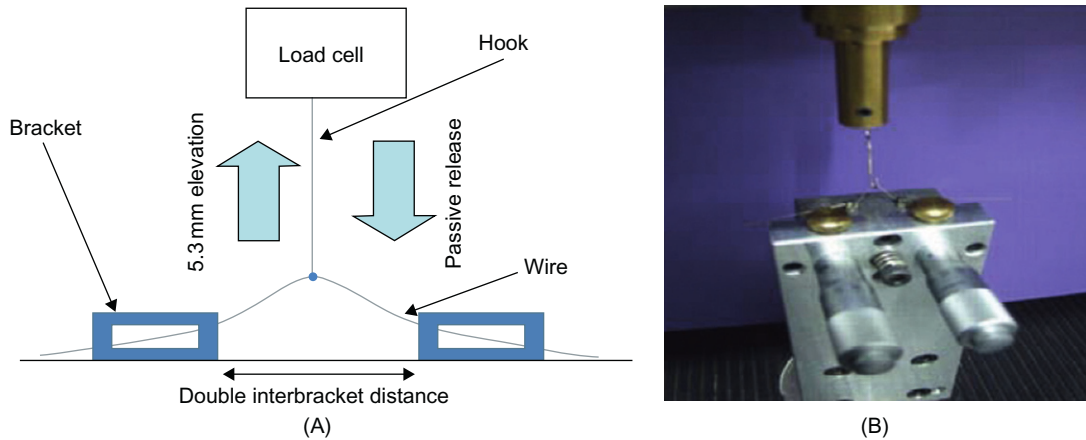 Load cell
Hook
Bracket
5.3 mm elevation
Passive release
Wire
Double interbracket distance
(A)
(B)